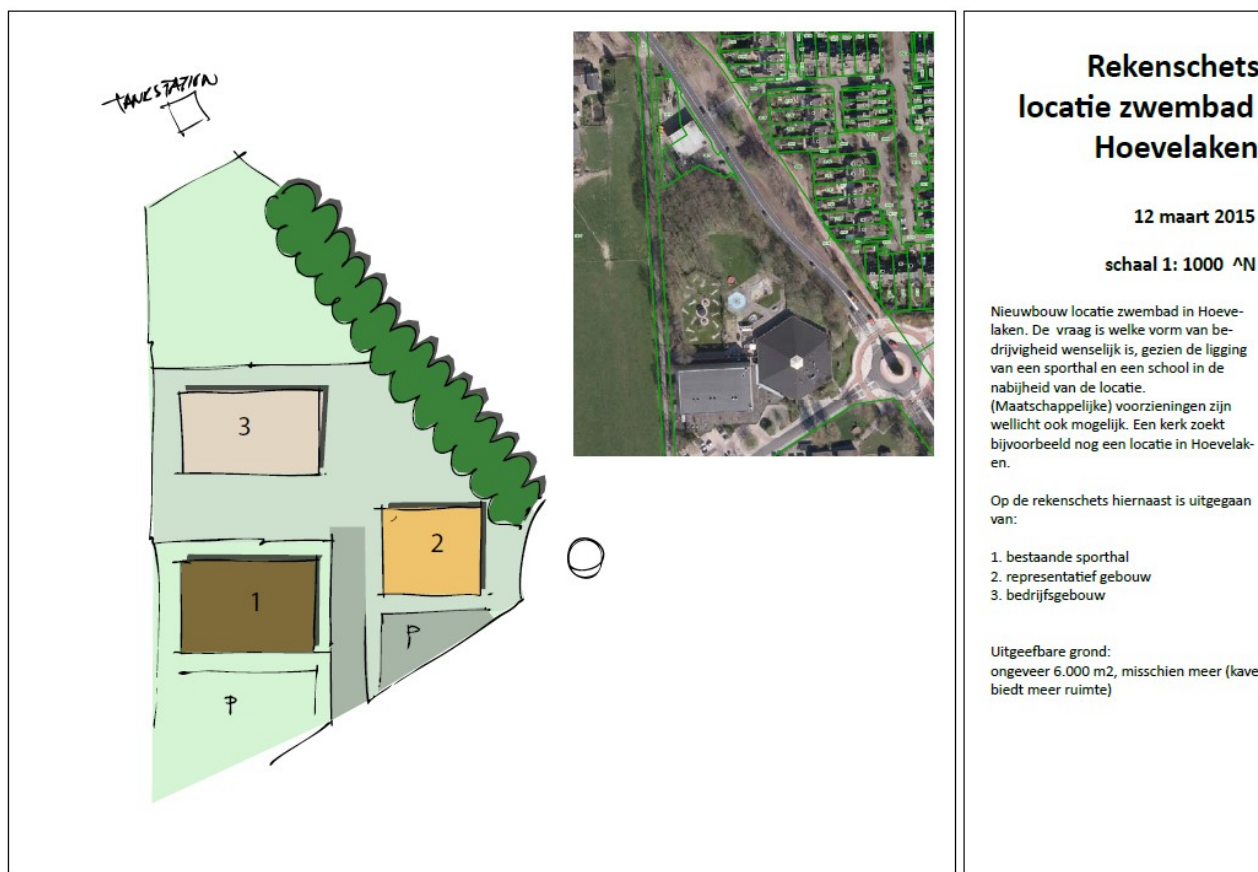 TANKSTATION
3
2
1
P
P
Rekenschets
locatie zwembad
Hoevelaken
12 maart 2015
schaal 1: 1000 ^N
Nieuwbouw locatie zwembad in Hoeve-
laken. De vraag is welke vorm van be-
drijvigheid wenselijk is, gezien de ligging
van een sporthal en een school in de
nabijheid van de locatie.
(Maatschappelijke) voorzieningen zijn
wellicht ook mogelijk. Een kerk zoekt
bijvoorbeeld nog een locatie in Hoevelak-
en.
Op de rekenschets hiernaast is uitgegaan
van:
1. bestaande sporthal
2. representatief gebouw
3. bedrijfsgebouw
Uitgeefbare grond:
ongeveer 6.000 m2, misschien meer (kave
biedt meer ruimte)